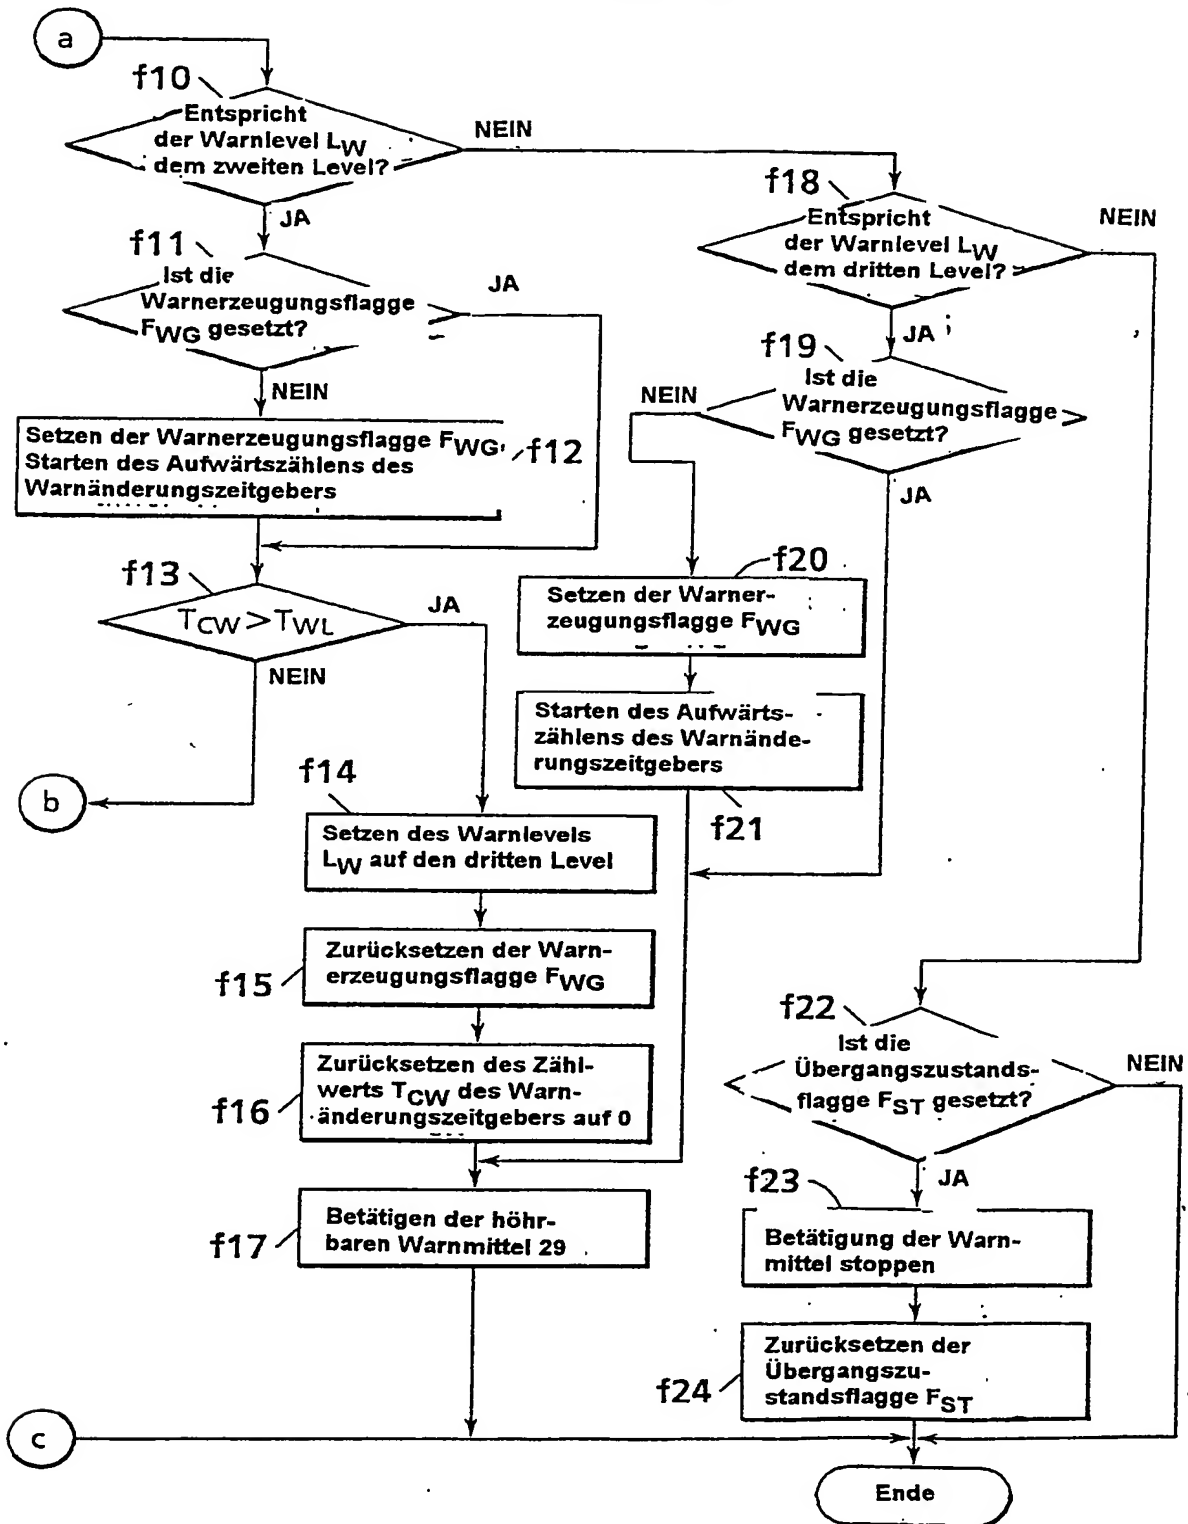 a
f10
Entspricht
der Warnlevel LW
dem zweiten Level?
NEIN
JA
f11
Ist die
Warnerzeugungsflagge
FWG gesetzt?
JA
NEIN
Setzen der Warnerzeugungsflagge FWG,
Starten des Aufwärtszählens des
Warnänderungszeitgebers
f12
f13
TCW > TWL
JA
NEIN
b
f14
Setzen des Warnlevels
LW auf den dritten Level
f15
Zurücksetzen der Warn-
erzeugungsflagge FWG
f16
Zurücksetzen des Zähl-
werts TCW des Warn-
änderungszeitgebers auf 0
f17
Betätigen der höhr-
baren Warnmittel 29
f18
Entspricht
der Warnlevel LW
dem dritten Level?
NEIN
JA
f19
Ist die
Warnerzeugungsflagge
FWG gesetzt?
NEIN
JA
f20
Setzen der Warner-
zeugungsflagge FWG
Starten des Aufwärts-
zählens des Warnände-
rungszeitgebers
f21
f22
Ist die
Übergangszustands-
flagge FST gesetzt?
NEIN
JA
f23
Betätigung der Warn-
mittel stoppen
f24
Zurücksetzen der
Übergangszu-
standsflagge FST
c
Ende